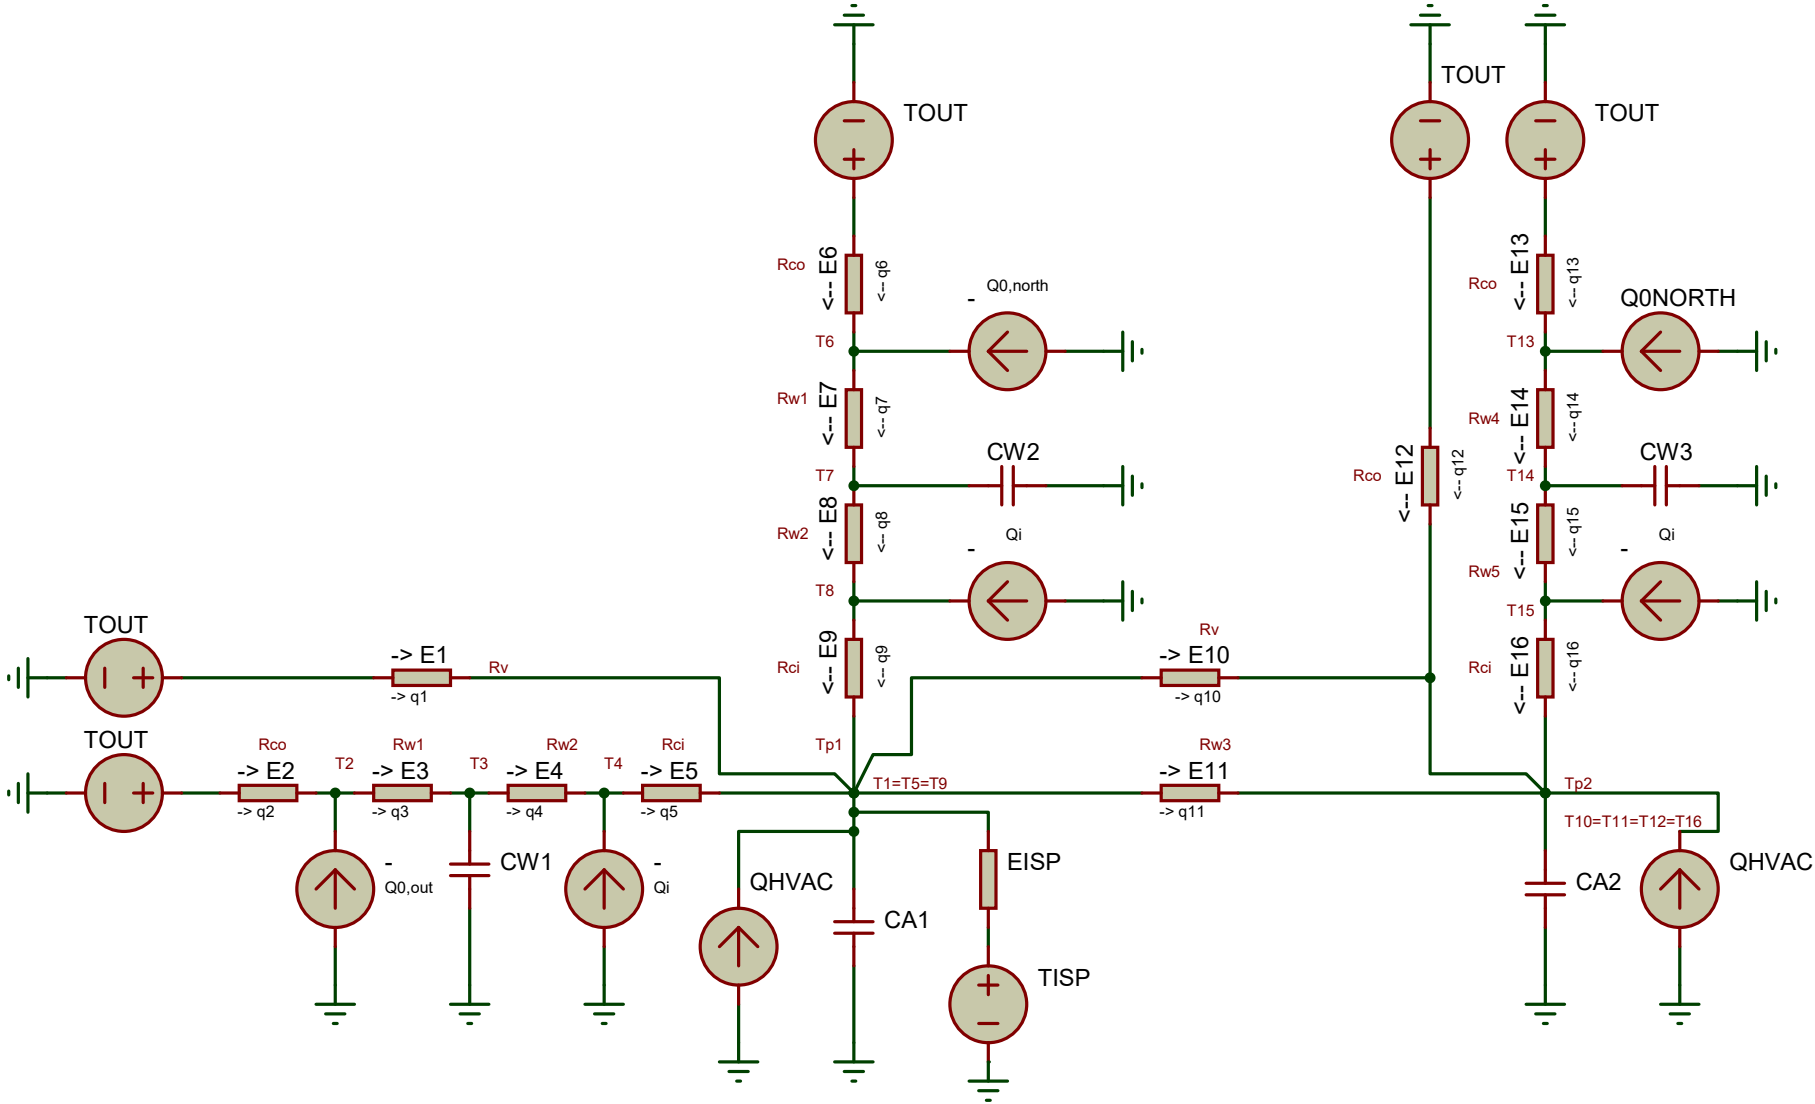 TOUT
TOUT
TOUT
Rco
<-- E6
<-- q6
Q0,north
-
T6
Rw1
<-- E7
<-- q7
T7
CW2
Rw2
<-- E8
<-- q8
Qi
-
T8
Rci
<-- E9
<-- q9
Rco
<-- E12
<-- q12
Rco
<-- E13
<-- q13
Q0NORTH
T13
Rw4
<-- E14
<-- q14
T14
CW3
Rw5
<-- E15
<-- q15
Qi
-
T15
Rci
<-- E16
<-- q16
TOUT
-> E1
Rv
-> q1
Rv
-> E10
-> q10
TOUT
Rco
-> E2
-> q2
T2
Rw1
-> E3
-> q3
T3
Rw2
-> E4
-> q4
T4
Rci
-> E5
-> q5
Tp1
T1=T5=T9
Rw3
-> E11
-> q11
Tp2
T10=T11=T12=T16
-
Q0,out
CW1
-
Qi
QHVAC
CA1
EISP
TISP
CA2
QHVAC